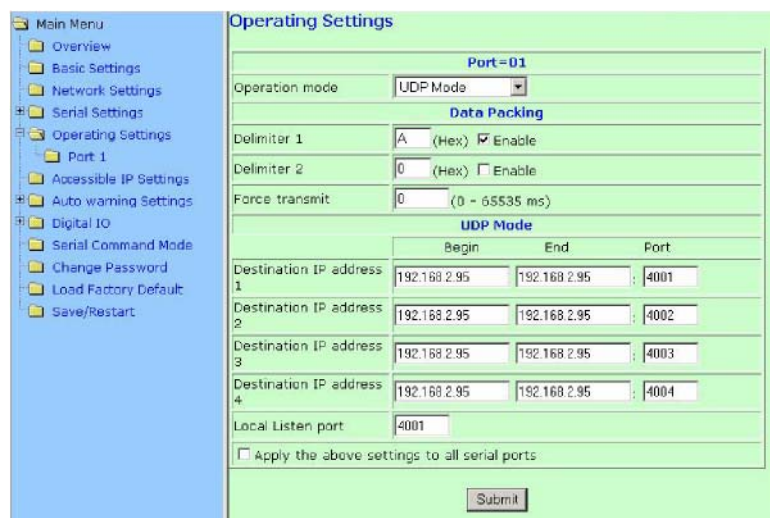 Main Menu
Overview
Basic Settings
Network Settings
Serial Settings
Operating Settings
Port 1
Accessible IP Settings
Auto warning Settings
Digital IO
Serial Command Mode
Change Password
Load Factory Default
Save/Restart
Operating Settings
Port=01
Operation mode UDP Mode
Data Packing
Delimiter 1 A (Hex) Enable
Delimiter 2 0 (Hex) Enable
Force transmit 0 (0 - 65535 ms)
UDP Mode
Begin End Port
Destination IP address 1 192.168.2.95 192.168.2.95 : 4001
Destination IP address 2 192.168.2.95 192.168.2.95 : 4002
Destination IP address 3 192.168.2.95 192.168.2.95 : 4003
Destination IP address 4 192.168.2.95 192.168.2.95 : 4004
Local Listen port 4001
Apply the above settings to all serial ports
Submit